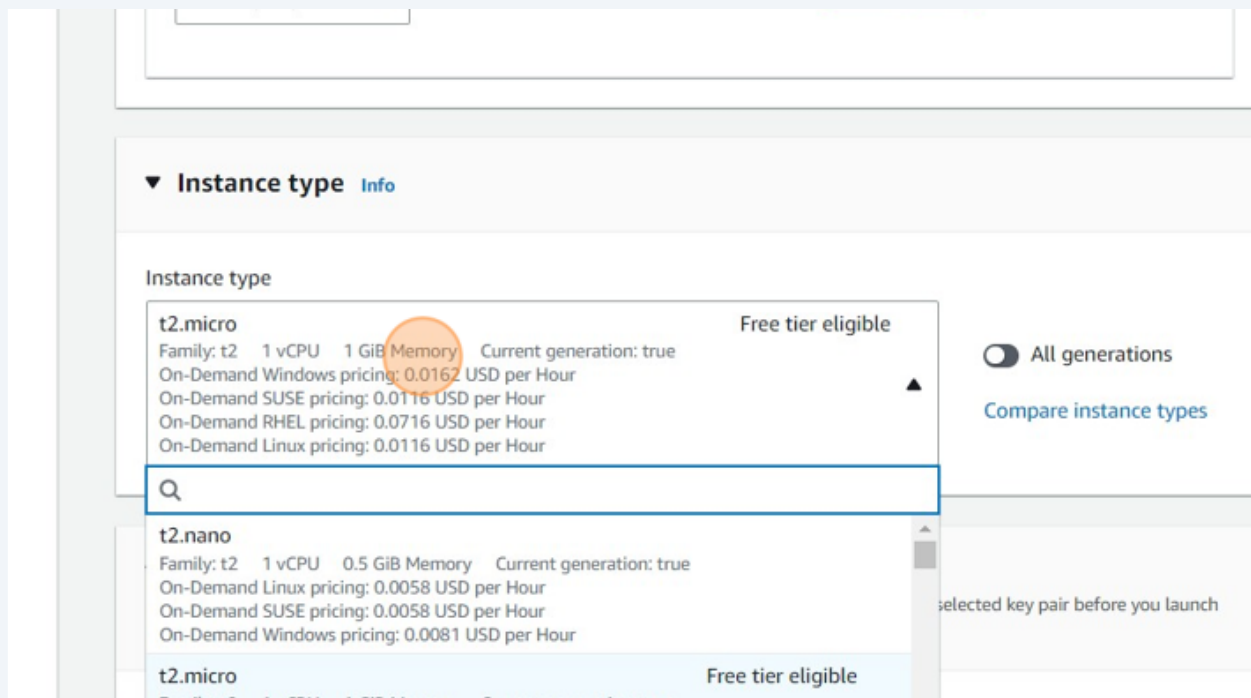 Instance type Info
Instance type
t2.micro Free tier eligible
Family: t2 1 vCPU 1 GiB Memory Current generation: true
On-Demand Windows pricing: 0.0162 USD per Hour
On-Demand SUSE pricing: 0.0116 USD per Hour
On-Demand RHEL pricing: 0.0716 USD per Hour
On-Demand Linux pricing: 0.0116 USD per Hour
All generations
Compare instance types
t2.nano
Family: t2 1 vCPU 0.5 GiB Memory Current generation: true
On-Demand Linux pricing: 0.0058 USD per Hour
On-Demand SUSE pricing: 0.0058 USD per Hour
On-Demand Windows pricing: 0.0081 USD per Hour
selected key pair before you launch
t2.micro Free tier eligible